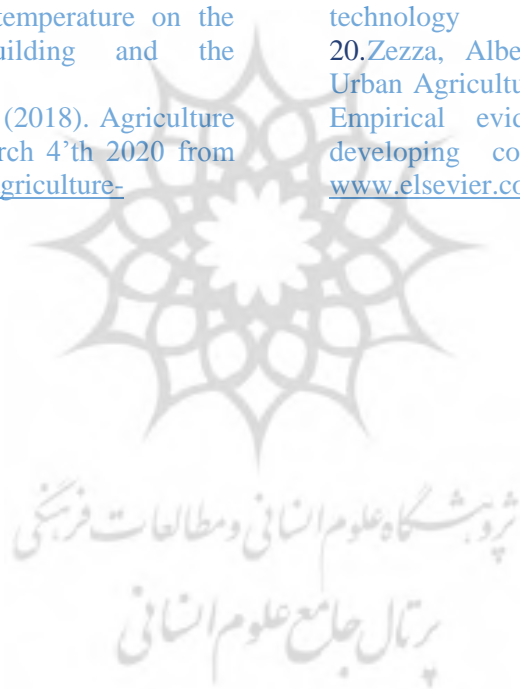 temperature on the
uilding and the
(2018). Agriculture
rch 4’th 2020 from
griculture-
technology
20.Zezza, Albe
Urban Agricultu
Empirical evid
developing co
www.elsevier.co
پژوهشگاه علوم انسانی و مطالعات فرهنگی
پرتال جامع علوم انسانی